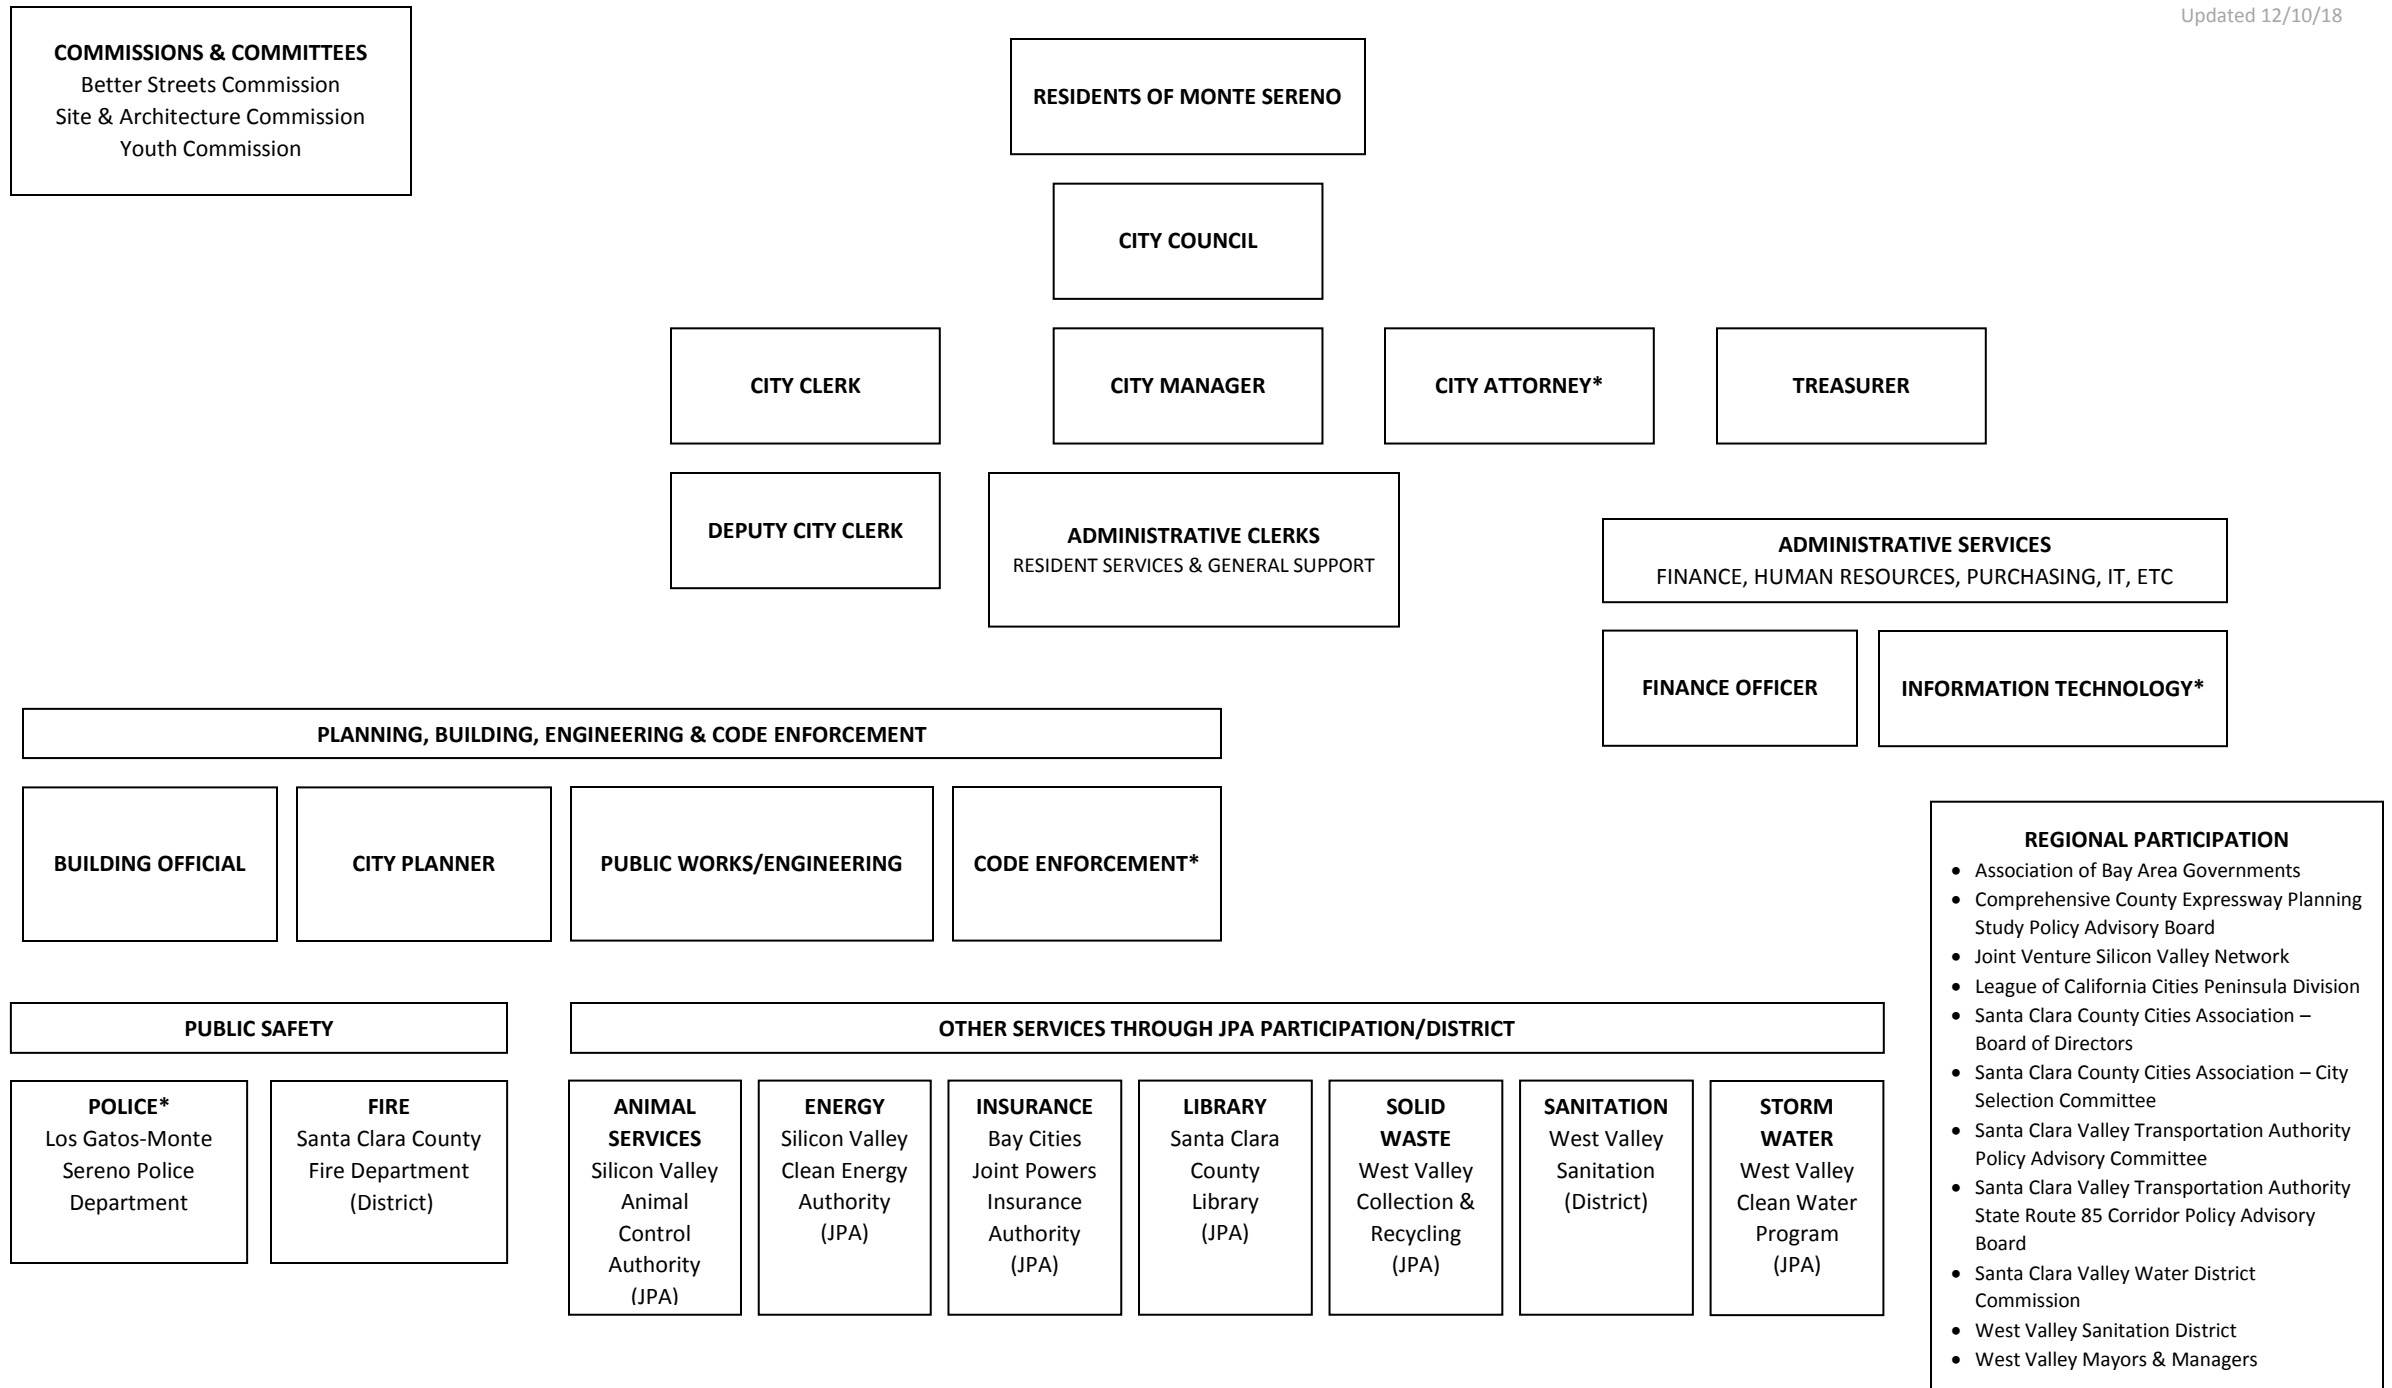 Updated 12/10/18
COMMISSIONS & COMMITTEES
Better Streets Commission
Site & Architecture Commission
Youth Commission
RESIDENTS OF MONTE SERENO
CITY COUNCIL
CITY CLERK
CITY MANAGER
CITY ATTORNEY*
TREASURER
DEPUTY CITY CLERK
ADMINISTRATIVE CLERKS
RESIDENT SERVICES & GENERAL SUPPORT
ADMINISTRATIVE SERVICES
FINANCE, HUMAN RESOURCES, PURCHASING, IT, ETC
FINANCE OFFICER
INFORMATION TECHNOLOGY*
PLANNING, BUILDING, ENGINEERING & CODE ENFORCEMENT
BUILDING OFFICIAL
CITY PLANNER
PUBLIC WORKS/ENGINEERING
CODE ENFORCEMENT*
PUBLIC SAFETY
POLICE*
Los Gatos-Monte
Sereno Police
Department
FIRE
Santa Clara County
Fire Department
(District)
OTHER SERVICES THROUGH JPA PARTICIPATION/DISTRICT
ANIMAL
SERVICES
Silicon Valley
Animal
Control
Authority
(JPA)
ENERGY
Silicon Valley
Clean Energy
Authority
(JPA)
INSURANCE
Bay Cities
Joint Powers
Insurance
Authority
(JPA)
LIBRARY
Santa Clara
County
Library
(JPA)
SOLID
WASTE
West Valley
Collection &
Recycling
(JPA)
SANITATION
West Valley
Sanitation
(District)
STORM
WATER
West Valley
Clean Water
Program
(JPA)
REGIONAL PARTICIPATION
• Association of Bay Area Governments
• Comprehensive County Expressway Planning
Study Policy Advisory Board
• Joint Venture Silicon Valley Network
• League of California Cities Peninsula Division
• Santa Clara County Cities Association –
Board of Directors
• Santa Clara County Cities Association – City
Selection Committee
• Santa Clara Valley Transportation Authority
Policy Advisory Committee
• Santa Clara Valley Transportation Authority
State Route 85 Corridor Policy Advisory
Board
• Santa Clara Valley Water District
Commission
• West Valley Sanitation District
• West Valley Mayors & Managers